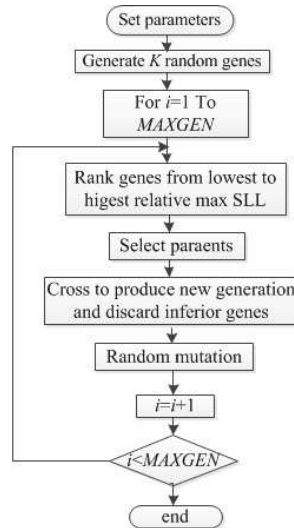 Set parameters
Generate K random genes
For i=1 To
MAXGEN
Rank genes from lowest to
higest relative max SLL
Select paraents
Cross to produce new generation
and discard inferior genes
Random mutation
i=i+1
i<MAXGEN
end